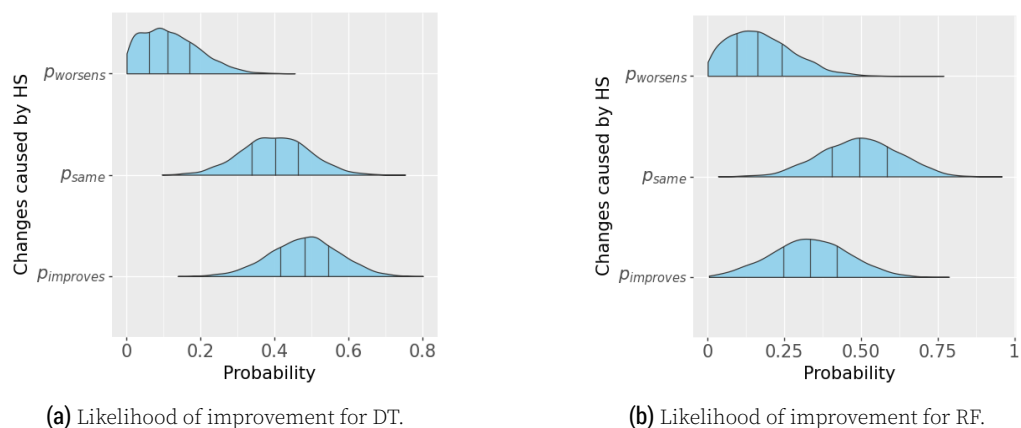 Changes caused by HS
p_worsens
p_same
p_improves
0 0.2 0.4 0.6 0.8
Probability
(a) Likelihood of improvement for DT.
Changes caused by HS
p_worsens
p_same
p_improves
0 0.25 0.50 0.75 1
Probability
(b) Likelihood of improvement for RF.